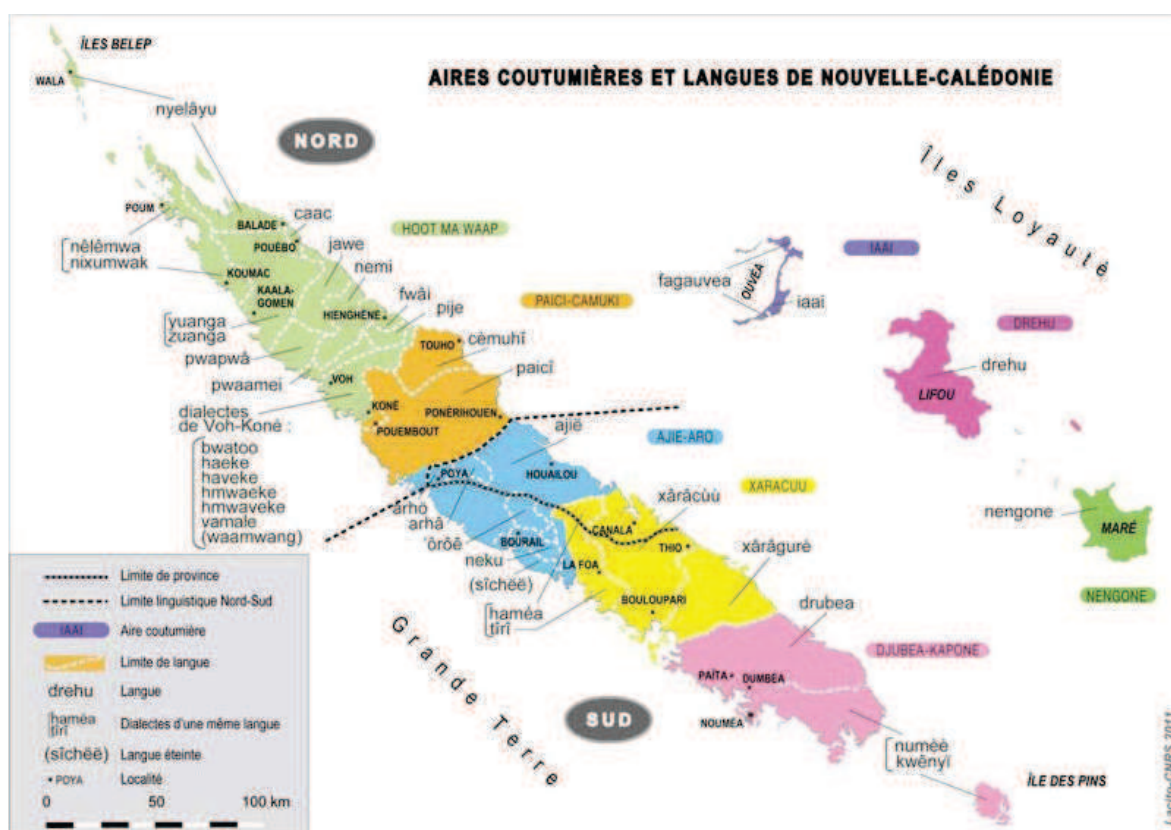 AIRES COUTUMIÈRES ET LANGUES DE NOUVELLE-CALÉDONIE
ÎLES BELEP
WALA
nyelâyu
NORD
Îles Loyauté
POUM
BALADE
caac
POUÉBO
HOOT MA WAAP
jawe
nêlêmwa
nixumwak
nemi
KOUMAC
KAALA-
GOMEN
fwâi
HIENGHÈNE
pije
yuanga
zuanga
pwapwâ
pwaamei
VOH
IAAI
fagauvea
OUVÉA
iaai
PAICI-CAMUKI
TOUHO
cèmuhî
paicî
DREHU
drehu
LIFOU
dialectes
de Voh-Koné :
bwatoo
haeke
haveke
hmwaeke
hmwaveke
vamale
(waamwang)
KONÉ
POUEMBOUT
PONÉRIHOUEN
ajië
AJIE-ARO
POYA
HOUAILOU
arhö
arhâ
'ôrôê
BOURAIL
neku
(sîchëë)
xârâcùù
XARACUU
CANALA
THIO
LA FOA
xârâgurè
BOULOUPARI
haméa
tîrî
nengone
MARÉ
NENGONE
drubea
DJUBEA-KAPONE
PAÏTA
DUMBEA
NOUMÉA
Grande Terre
SUD
numèè
kwênyï
ÎLE DES PINS
Limite de province
Limite linguistique Nord-Sud
IAAI Aire coutumière
Limite de langue
drehu Langue
haméa
tîrî
Dialectes d'une même langue
(sîchëë) Langue éteinte
POYA Localité
0 50 100 km
Lacito-CNRS 2011